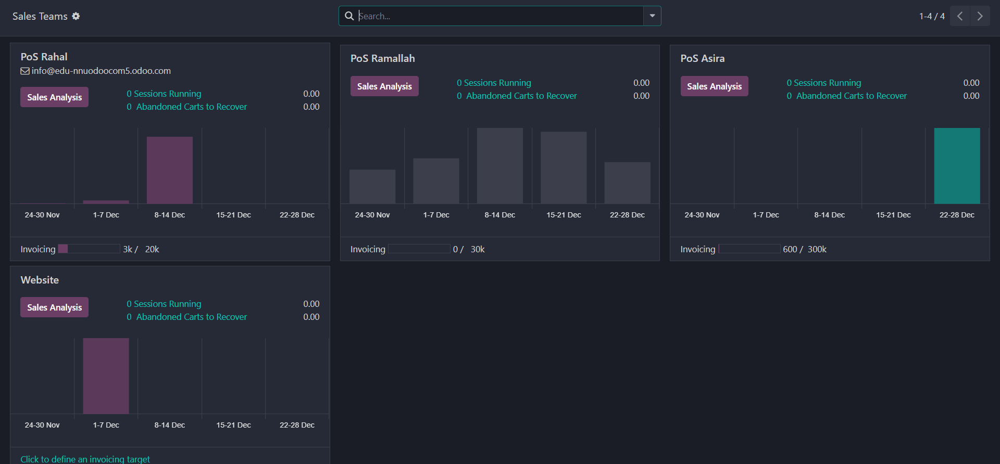 Sales Teams
Search...
1-4 / 4
PoS Rahal
info@edu-nnuodoocom5.odoo.com
Sales Analysis
0 Sessions Running 0.00
0 Abandoned Carts to Recover 0.00
24-30 Nov 1-7 Dec 8-14 Dec 15-21 Dec 22-28 Dec
Invoicing 3k / 20k
PoS Ramallah
Sales Analysis
0 Sessions Running 0.00
0 Abandoned Carts to Recover 0.00
24-30 Nov 1-7 Dec 8-14 Dec 15-21 Dec 22-28 Dec
Invoicing 0 / 30k
PoS Asira
Sales Analysis
0 Sessions Running 0.00
0 Abandoned Carts to Recover 0.00
24-30 Nov 1-7 Dec 8-14 Dec 15-21 Dec 22-28 Dec
Invoicing 600 / 300k
Website
Sales Analysis
0 Sessions Running 0.00
0 Abandoned Carts to Recover 0.00
24-30 Nov 1-7 Dec 8-14 Dec 15-21 Dec 22-28 Dec
Click to define an invoicing target